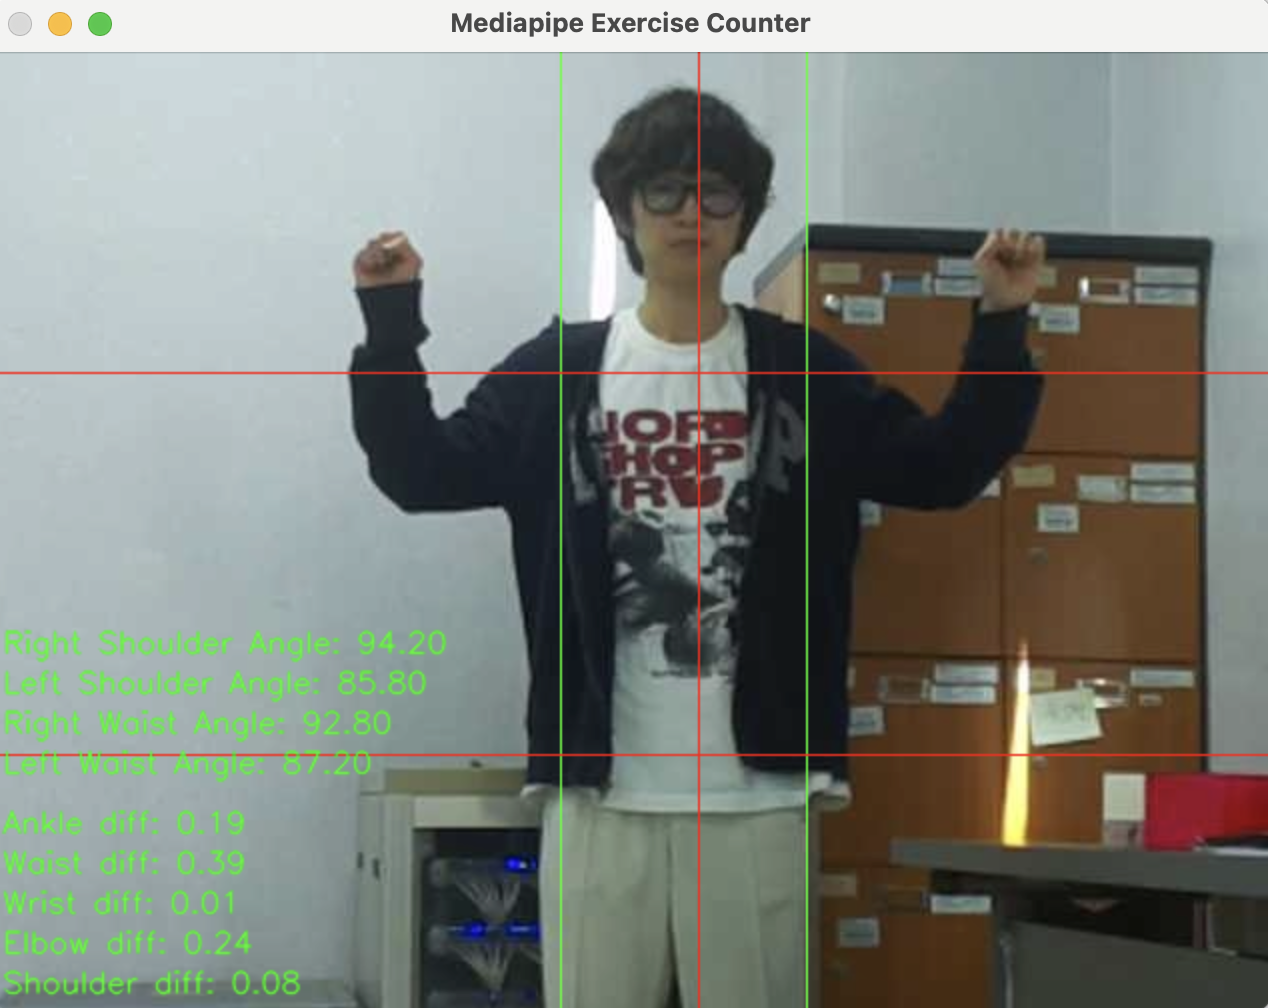 Mediapipe Exercise Counter
HOP
SHOP
Right Shoulder Angle: 94.20
Left Shoulder Angle: 85.80
Right Waist Angle: 92.80
Left Waist Angle: 87.20
Ankle diff: 0.19
Waist diff: 0.39
Wrist diff: 0.01
Elbow diff: 0.24
Shoulder diff: 0.08